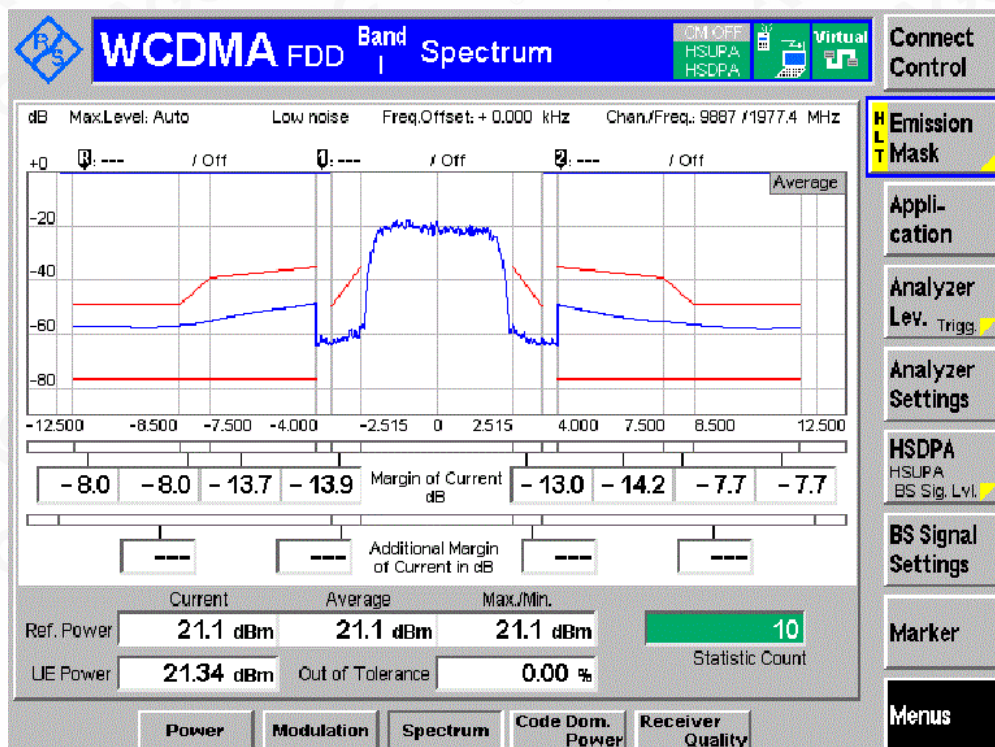 R/S
WCDMA FDD Band I Spectrum
CM OFF
HSUPA
HSDPA
Virtual
Connect
Control
dB Max.Level: Auto Low noise Freq.Offset: + 0.000 kHz Chan./Freq.: 9887 / 1977.4 MHz
H L T
Emission
Mask
R : --- / Off 1 : --- / Off 2 : --- / Off
Average
+0
-20
-40
-60
-80
-12.500 -8.500 -7.500 -4.000 -2.515 0 2.515 4.000 7.500 8.500 12.500
Appli-
cation
Analyzer
Lev. Trigg.
Analyzer
Settings
-8.0 -8.0 -13.7 -13.9 Margin of Current dB -13.0 -14.2 -7.7 -7.7
HSDPA
HSUPA
BS Sig. Lvl.
--- --- Additional Margin of Current in dB --- ---
BS Signal
Settings
Current Average Max./Min.
Ref. Power 21.1 dBm 21.1 dBm 21.1 dBm 10
Statistic Count
UE Power 21.34 dBm Out of Tolerance 0.00 %
Marker
Menus
Power Modulation Spectrum Code Dom. Power Receiver Quality